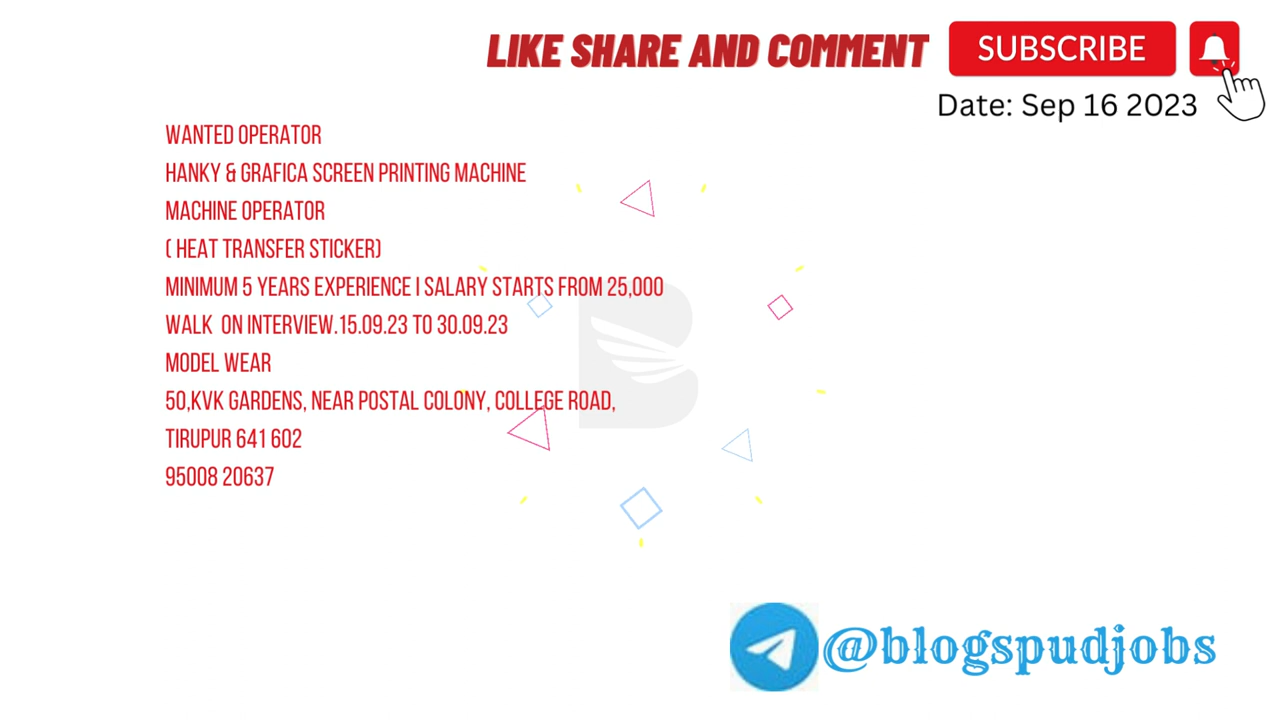 LIKE SHARE AND COMMENT
SUBSCRIBE
Date: Sep 16 2023
WANTED OPERATOR
HANKY & GRAFICA SCREEN PRINTING MACHINE
MACHINE OPERATOR
( HEAT TRANSFER STICKER)
MINIMUM 5 YEARS EXPERIENCE I SALARY STARTS FROM 25,000
WALK ON INTERVIEW.15.09.23 TO 30.09.23
MODEL WEAR
50,KVK GARDENS, NEAR POSTAL COLONY, COLLEGE ROAD,
TIRUPUR 641 602
95008 20637
@blogspudjobs